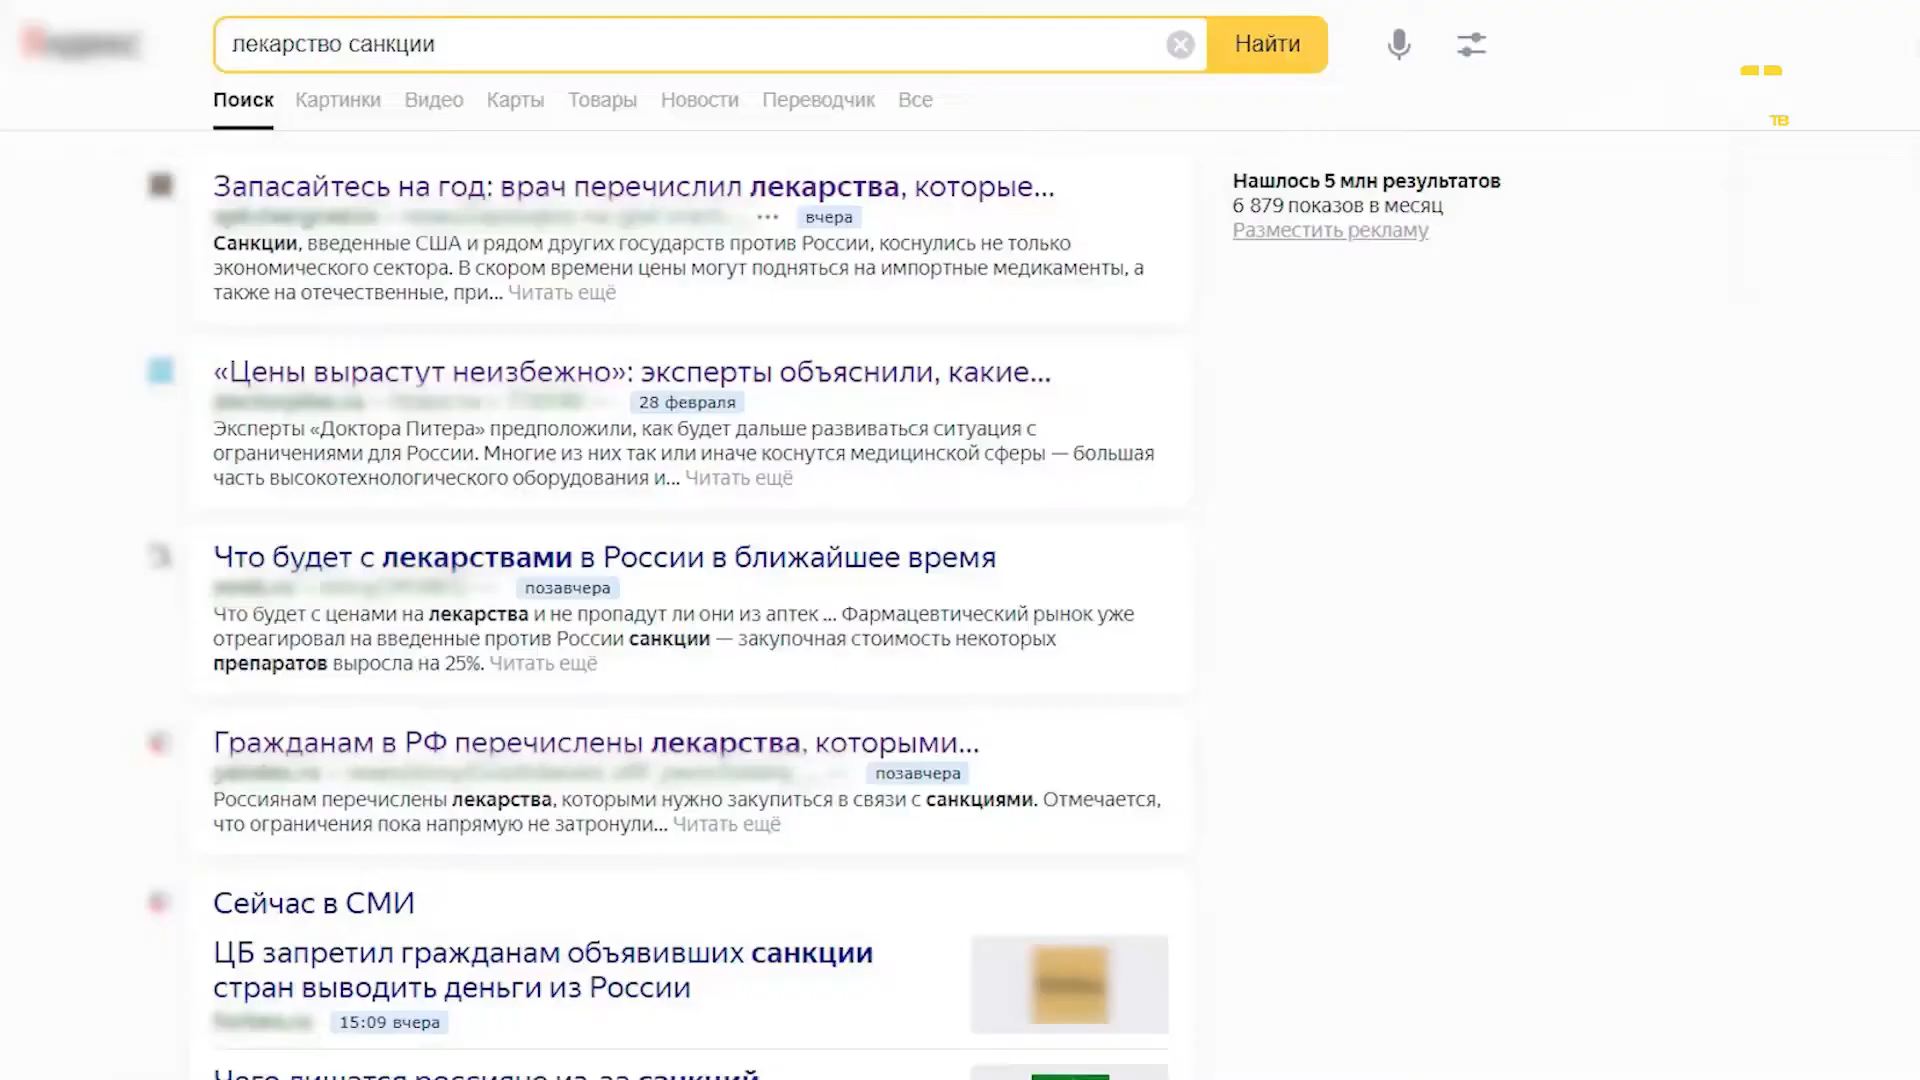 лекарство санкции
Найти
Поиск Картинки Видео Карты Товары Новости Переводчик Все
ТВ
Запасайтесь на год: врач перечислил лекарства, которые...
вчера
Санкции, введенные США и рядом других государств против России, коснулись не только
экономического сектора. В скором времени цены могут подняться на импортные медикаменты, а
также на отечественные, при... Читать ещё
Нашлось 5 млн результатов
6 879 показов в месяц
Разместить рекламу
«Цены вырастут неизбежно»: эксперты объяснили, какие...
28 февраля
Эксперты «Доктора Питера» предположили, как будет дальше развиваться ситуация с
ограничениями для России. Многие из них так или иначе коснутся медицинской сферы — большая
часть высокотехнологического оборудования и... Читать ещё
Что будет с лекарствами в России в ближайшее время
позавчера
Что будет с ценами на лекарства и не пропадут ли они из аптек ... Фармацевтический рынок уже
отреагировал на введенные против России санкции — закупочная стоимость некоторых
препаратов выросла на 25%. Читать ещё
Гражданам в РФ перечислены лекарства, которыми...
позавчера
Россиянам перечислены лекарства, которыми нужно закупиться в связи с санкциями. Отмечается,
что ограничения пока напрямую не затронули... Читать ещё
Сейчас в СМИ
ЦБ запретил гражданам объявивших санкции
стран выводить деньги из России
15:09 вчера
Чего лишатся россияне из-за санкций